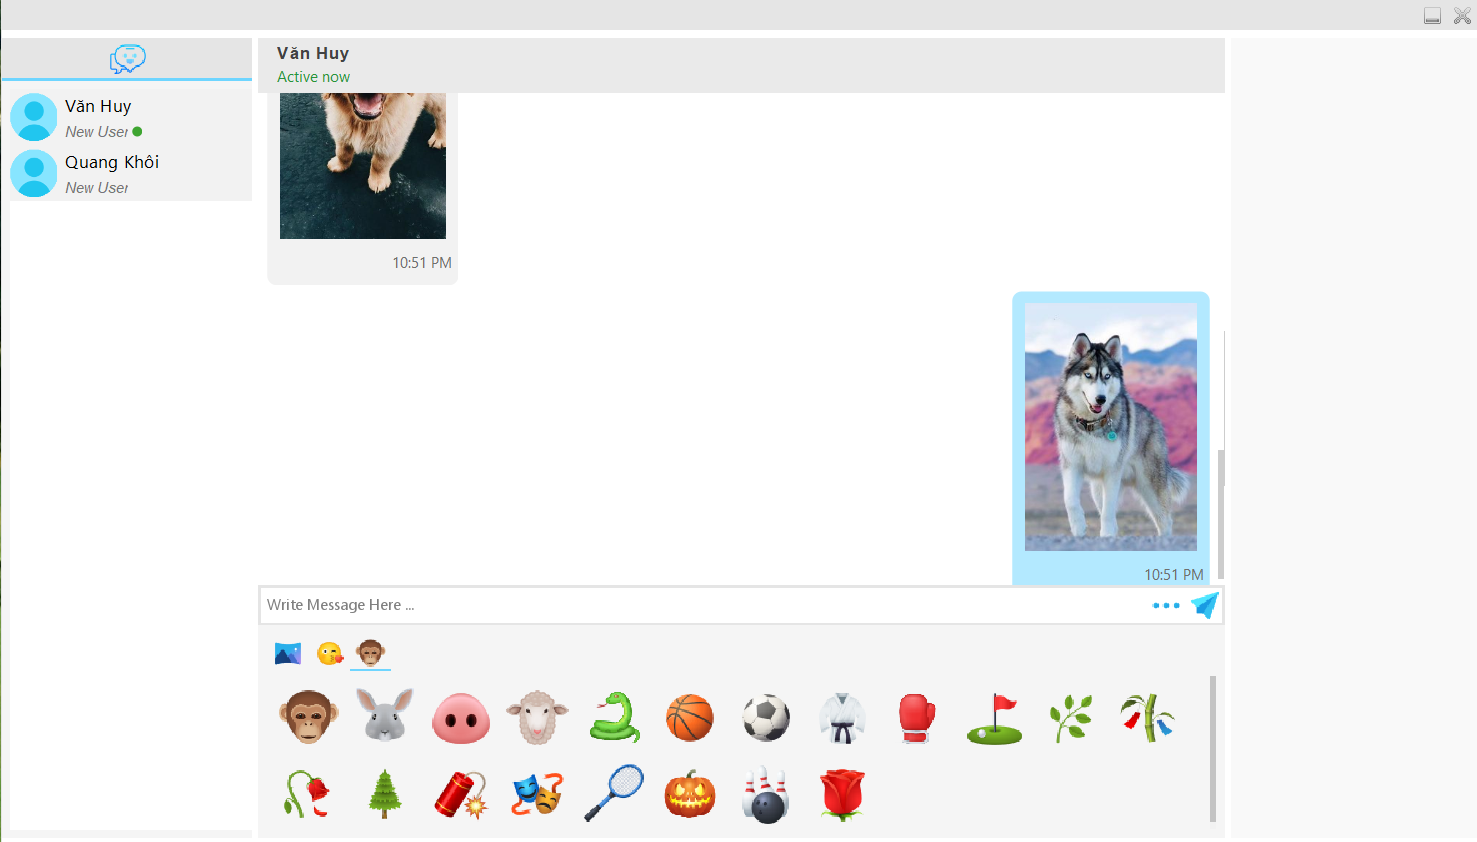 Văn Huy
New User
Quang Khôi
New User
Văn Huy
Active now
10:51 PM
10:51 PM
Write Message Here ...